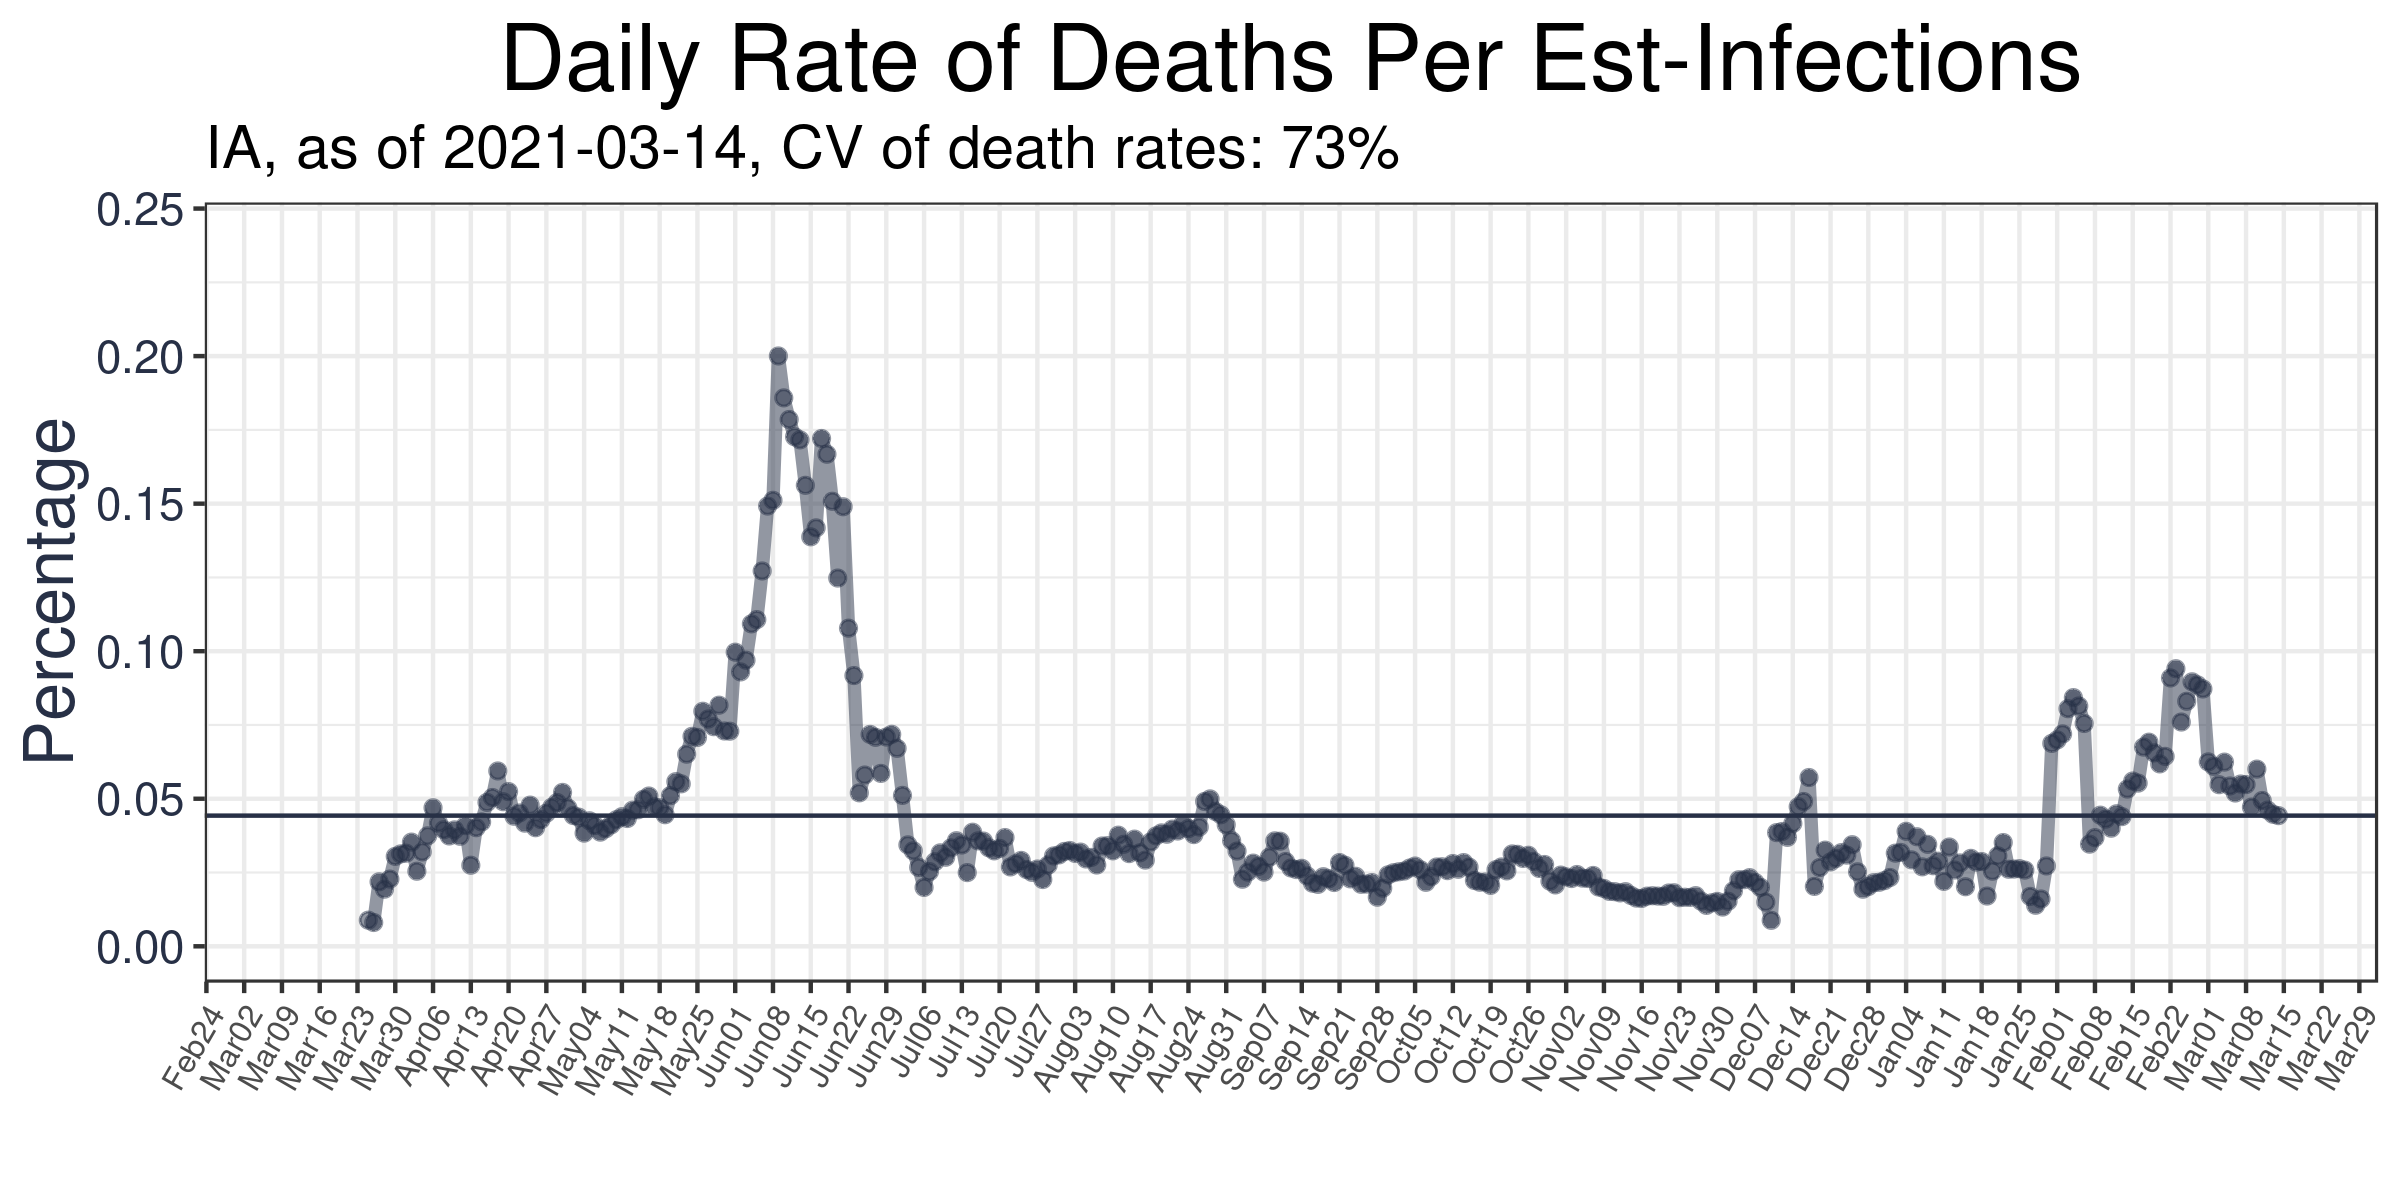 Daily Rate of Deaths Per Est-Infections
IA, as of 2021-03-14, CV of death rates: 73%
Percentage
0.25
0.20
0.15
0.10
0.05
0.00
Feb24
Mar02
Mar09
Mar16
Mar23
Mar30
Apr06
Apr13
Apr20
Apr27
May04
May11
May18
May25
Jun01
Jun08
Jun15
Jun22
Jun29
Jul06
Jul13
Jul20
Jul27
Aug03
Aug10
Aug17
Aug24
Aug31
Sep07
Sep14
Sep21
Sep28
Oct05
Oct12
Oct19
Oct26
Nov02
Nov09
Nov16
Nov23
Nov30
Dec07
Dec14
Dec21
Dec28
Jan04
Jan11
Jan18
Jan25
Feb01
Feb08
Feb15
Feb22
Mar01
Mar08
Mar15
Mar22
Mar29